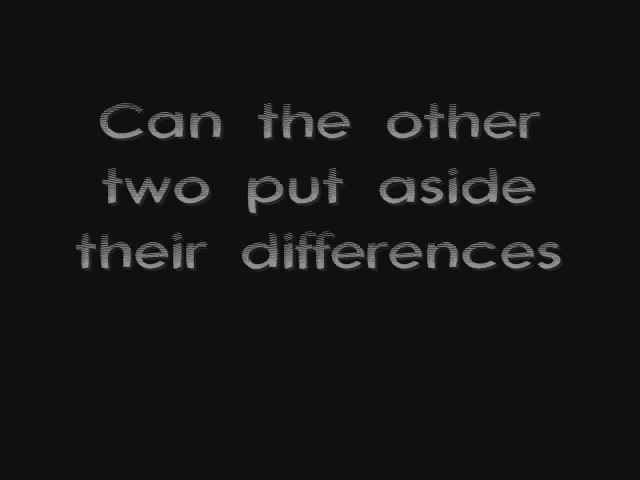 Can the other
two put aside
their differences